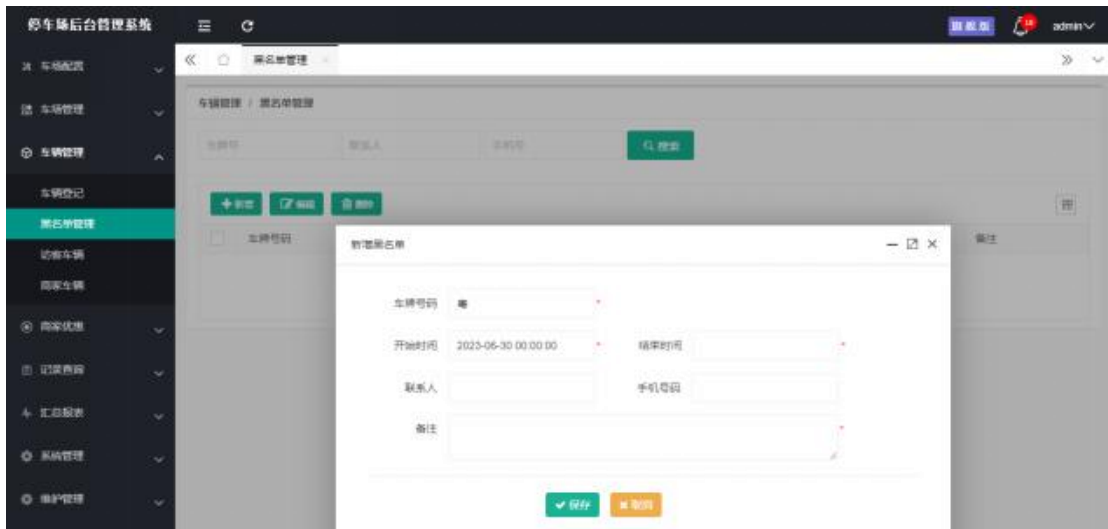 停车场后台管理系统
旗舰版
admin
黑名单管理
车场配置
车场管理
车辆管理
车辆登记
黑名单管理
访客车辆
商家车辆
商家优惠
记录查询
汇总报表
系统管理
维护管理
车辆管理 / 黑名单管理
车牌号 联系人 手机号 搜索
新增 编辑 删除
车牌号码 备注
新增黑名单
车牌号码 粤 *
开始时间 2023-06-30 00:00:00 * 结束时间 *
联系人 手机号码
备注 *
保存 取消